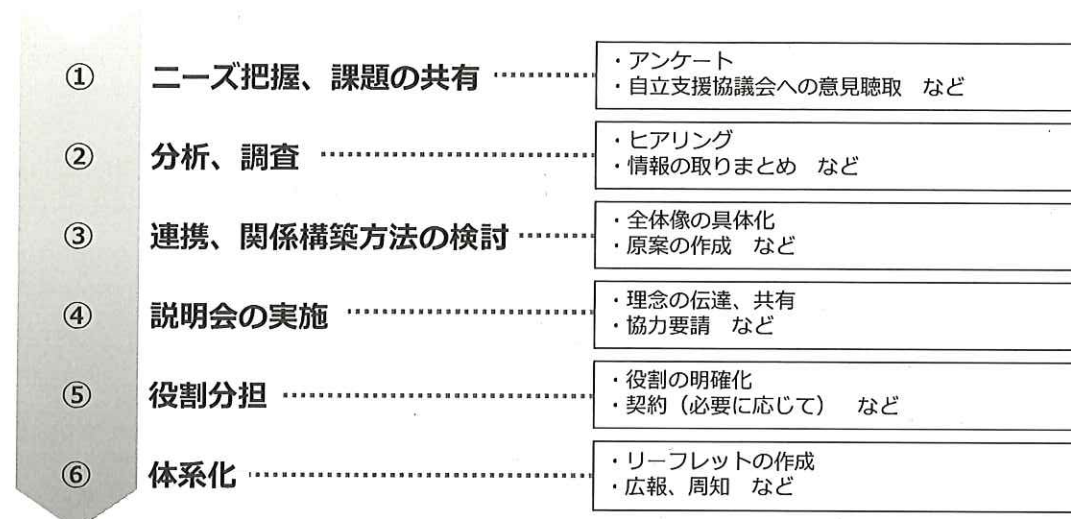 ① ニーズ把握、課題の共有
・アンケート
・自立支援協議会への意見聴取 など
② 分析、調査
・ヒアリング
・情報の取りまとめ など
③ 連携、関係構築方法の検討
・全体像の具体化
・原案の作成 など
④ 説明会の実施
・理念の伝達、共有
・協力要請 など
⑤ 役割分担
・役割の明確化
・契約（必要に応じて） など
⑥ 体系化
・リーフレットの作成
・広報、周知 など